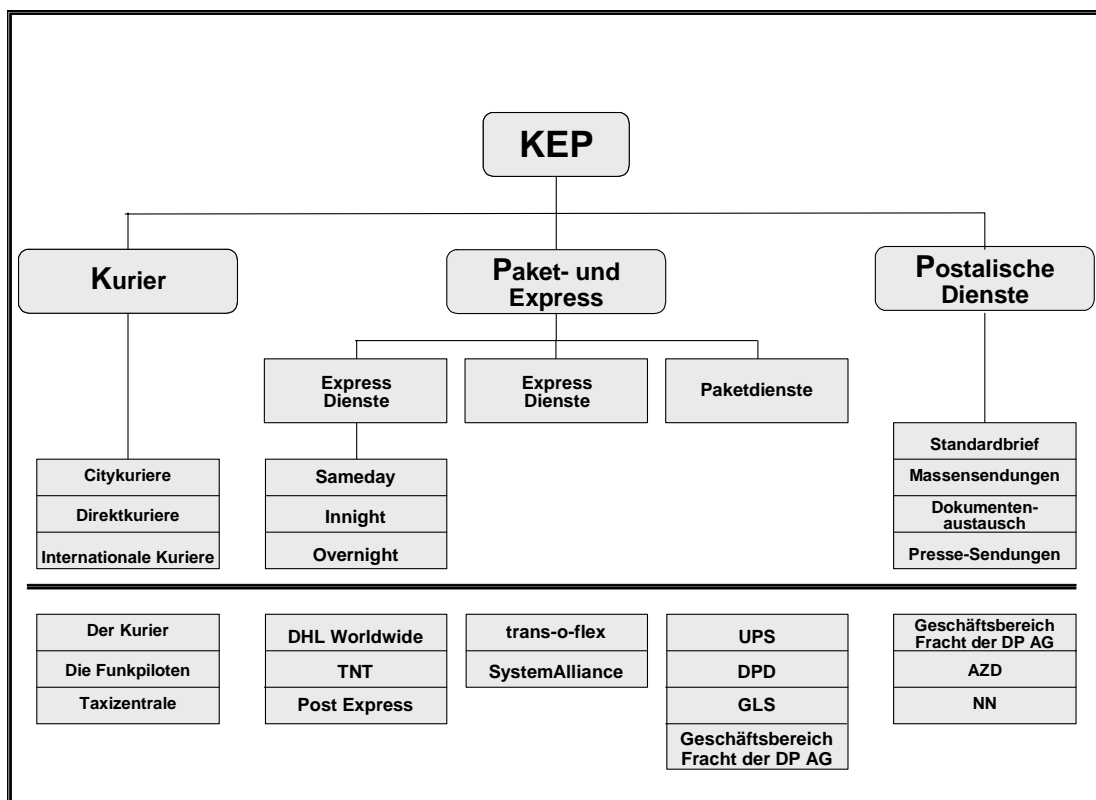 KEP
Kurier
Paket- und
Express
Postalische
Dienste
Express
Dienste
Express
Dienste
Paketdienste
Citykuriere
Direktkuriere
Internationale Kuriere
Sameday
Innight
Overnight
Standardbrief
Massensendungen
Dokumenten-
austausch
Presse-Sendungen
Der Kurier
Die Funkpiloten
Taxizentrale
DHL Worldwide
TNT
Post Express
trans-o-flex
SystemAlliance
UPS
DPD
GLS
Geschäftsbereich
Fracht der DP AG
Geschäftsbereich
Fracht der DP AG
AZD
NN